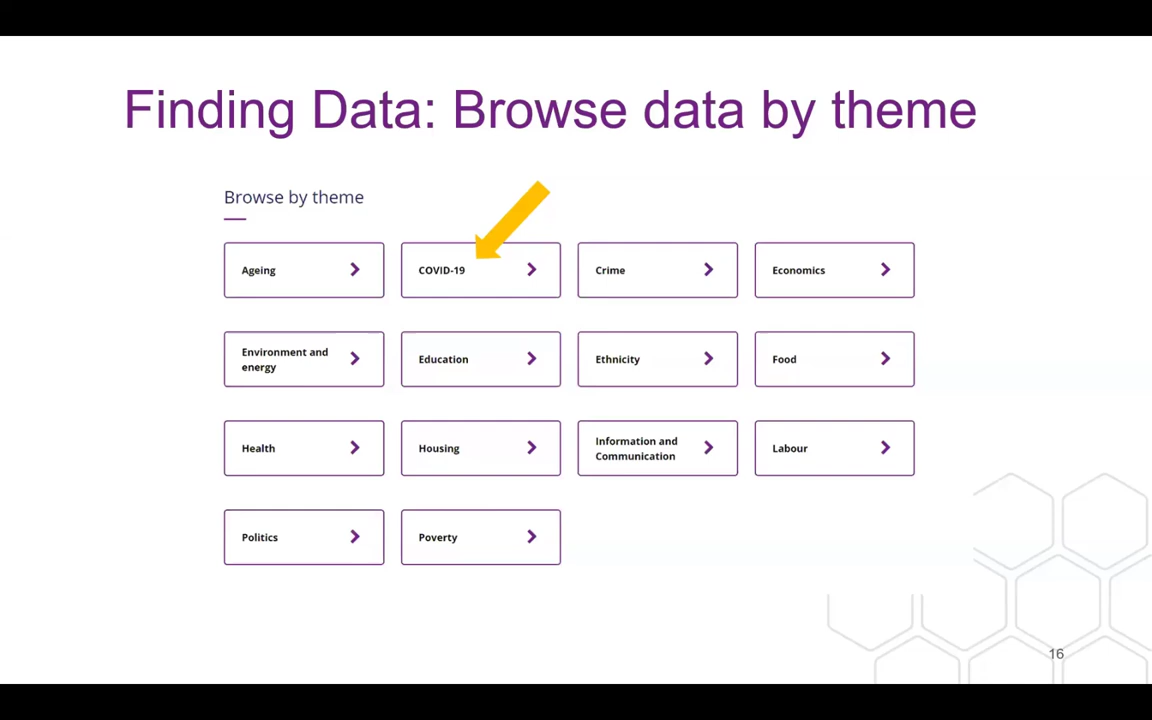 Finding Data: Browse data by theme
Browse by theme
Ageing
COVID-19
Crime
Economics
Environment and
energy
Education
Ethnicity
Food
Health
Housing
Information and
Communication
Labour
Politics
Poverty
16